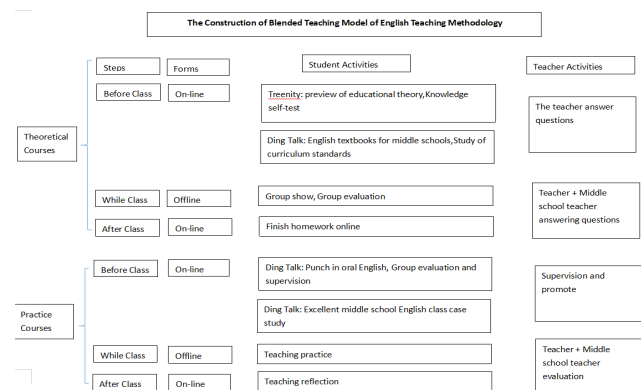 The Construction of Blended Teaching Model of English Teaching Methodology
Steps
Forms
Student Activities
Teacher Activities
Theoretical
Courses
Before Class
On-line
Treenity: preview of educational theory,Knowledge
self-test
Ding Talk: English textbooks for middle schools,Study of
curriculum standards
The teacher answer
questions
While Class
Offline
Group show, Group evaluation
Teacher + Middle
school teacher
answering questions
After Class
On-line
Finish homework online
Practice
Courses
Before Class
On-line
Ding Talk: Punch in oral English, Group evaluation and
supervision
Ding Talk: Excellent middle school English class case
study
Supervision and
promote
While Class
Offline
Teaching practice
Teacher + Middle
school teacher
evaluation
After Class
On-line
Teaching reflection